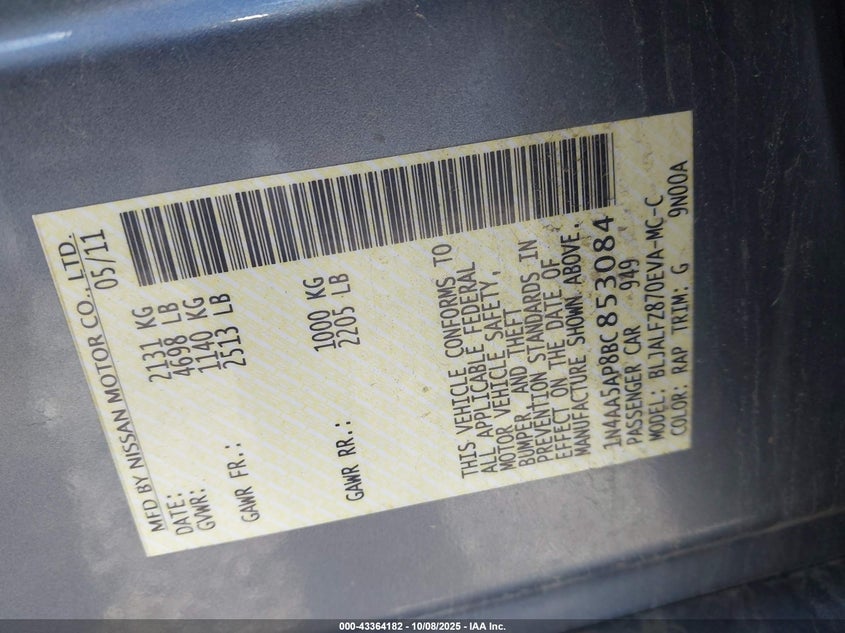 MFD BY NISSAN MOTOR CO., LTD.
DATE: 05/11
GVWR: 2131 KG
4698 LB
GAWR FR.: 1140 KG
2513 LB
GAWR RR.: 1000 KG
2205 LB
THIS VEHICLE CONFORMS TO
ALL APPLICABLE FEDERAL
MOTOR VEHICLE SAFETY,
BUMPER, AND THEFT
PREVENTION STANDARDS IN
EFFECT ON THE DATE OF
MANUFACTURE SHOWN ABOVE.
1N4AA5AP8BC853084
PASSENGER CAR 949
MODEL: BLJALFZ870EVA-MC-C
COLOR: RAP TRIM: G 9N00A
000-43364182 - 10/08/2025 - IAA Inc.